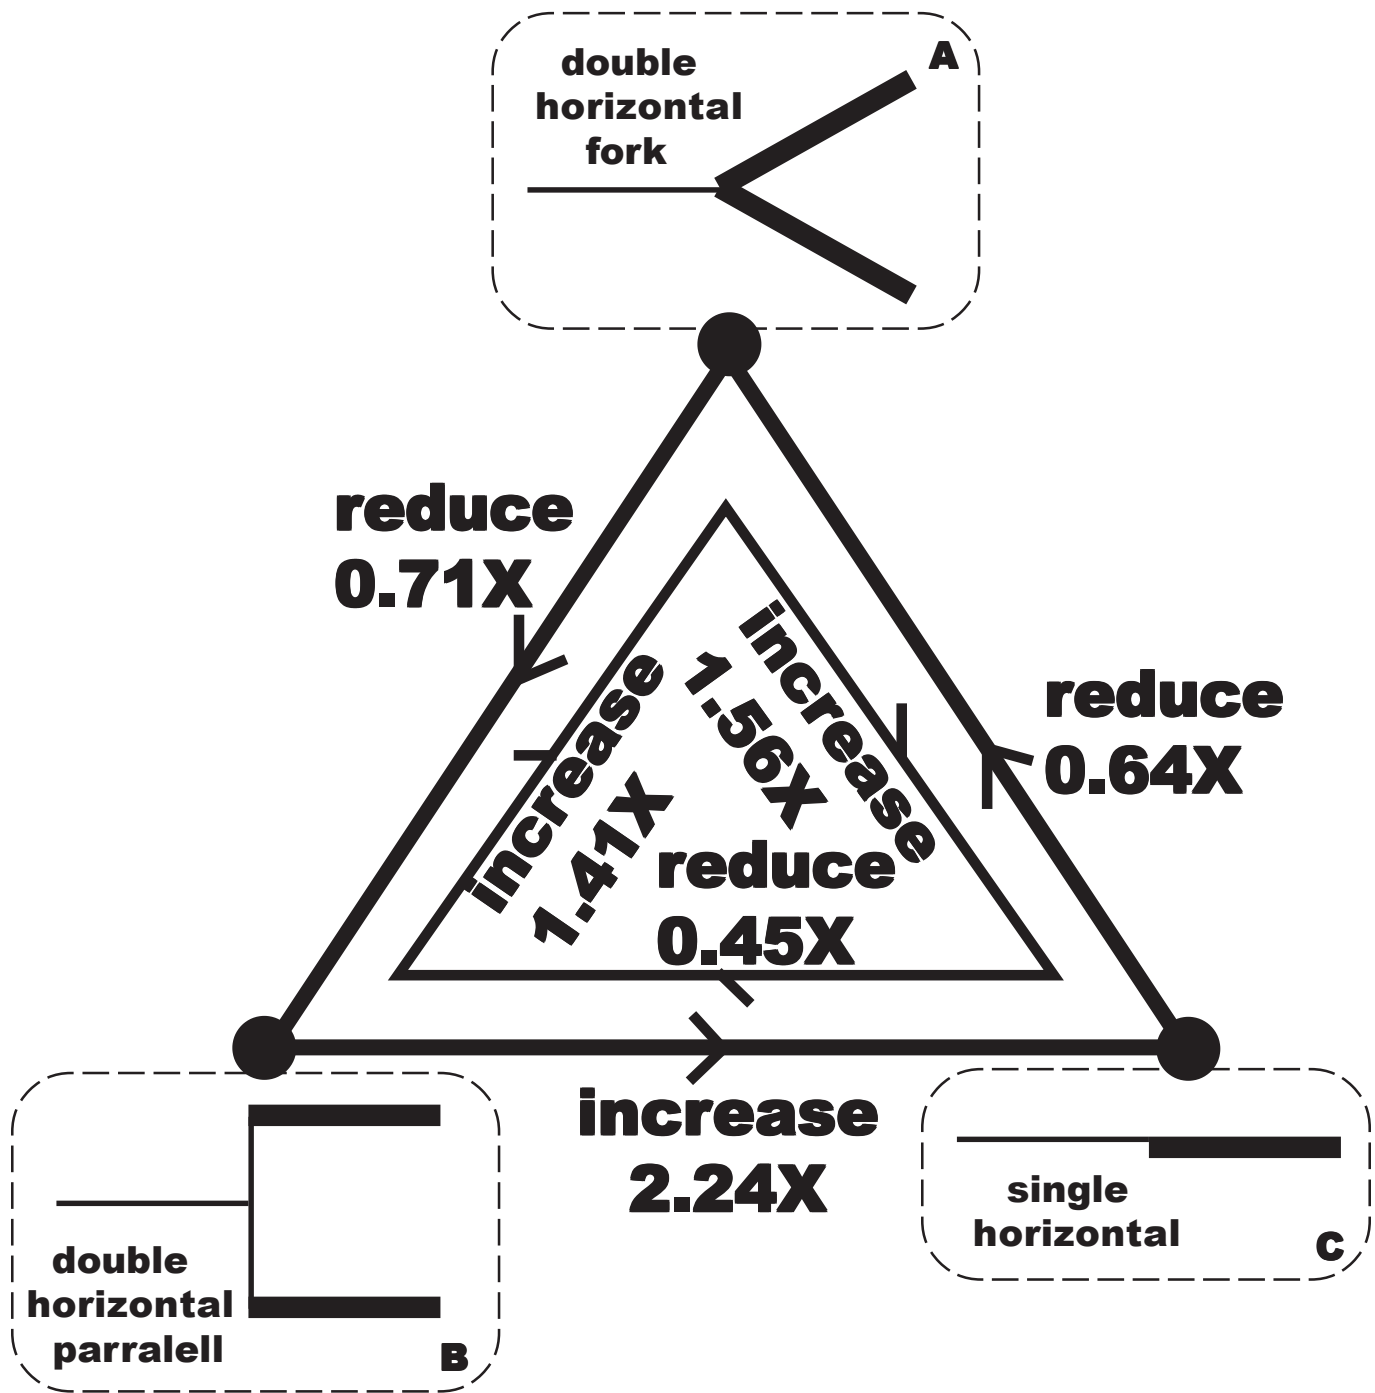 double
horizontal
fork
A
reduce
0.71X
increase
1.41X
increase
1.56X
reduce
0.64X
reduce
0.45X
increase
2.24X
double
horizontal
parralell
B
single
horizontal
C